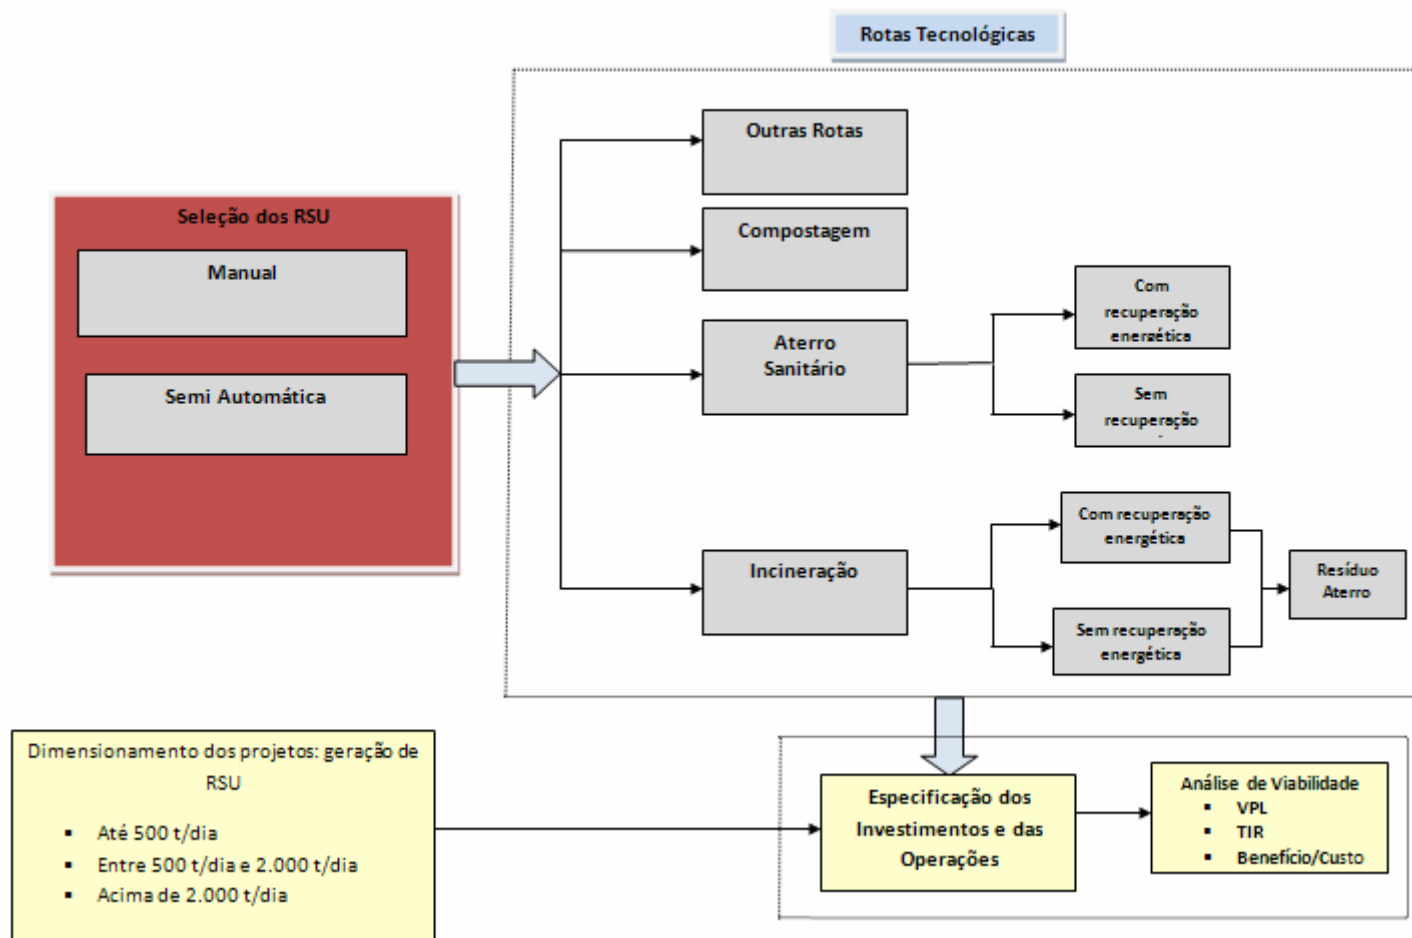 Rotas Tecnológicas
Outras Rotas
Seleção dos RSU
Manual
Semi Automática
Compostagem
Aterro
Sanitário
Com
recuperação
energética
Sem
recuperação
Incineração
Com recuperação
energética
Sem recuperação
energética
Resíduo
Aterro
Dimensionamento dos projetos: geração de
RSU
▪ Até 500 t/dia
▪ Entre 500 t/dia e 2.000 t/dia
▪ Acima de 2.000 t/dia
Especificação dos
Investimentos e das
Operações
Análise de Viabilidade
▪ VPL
▪ TIR
▪ Benefício/Custo